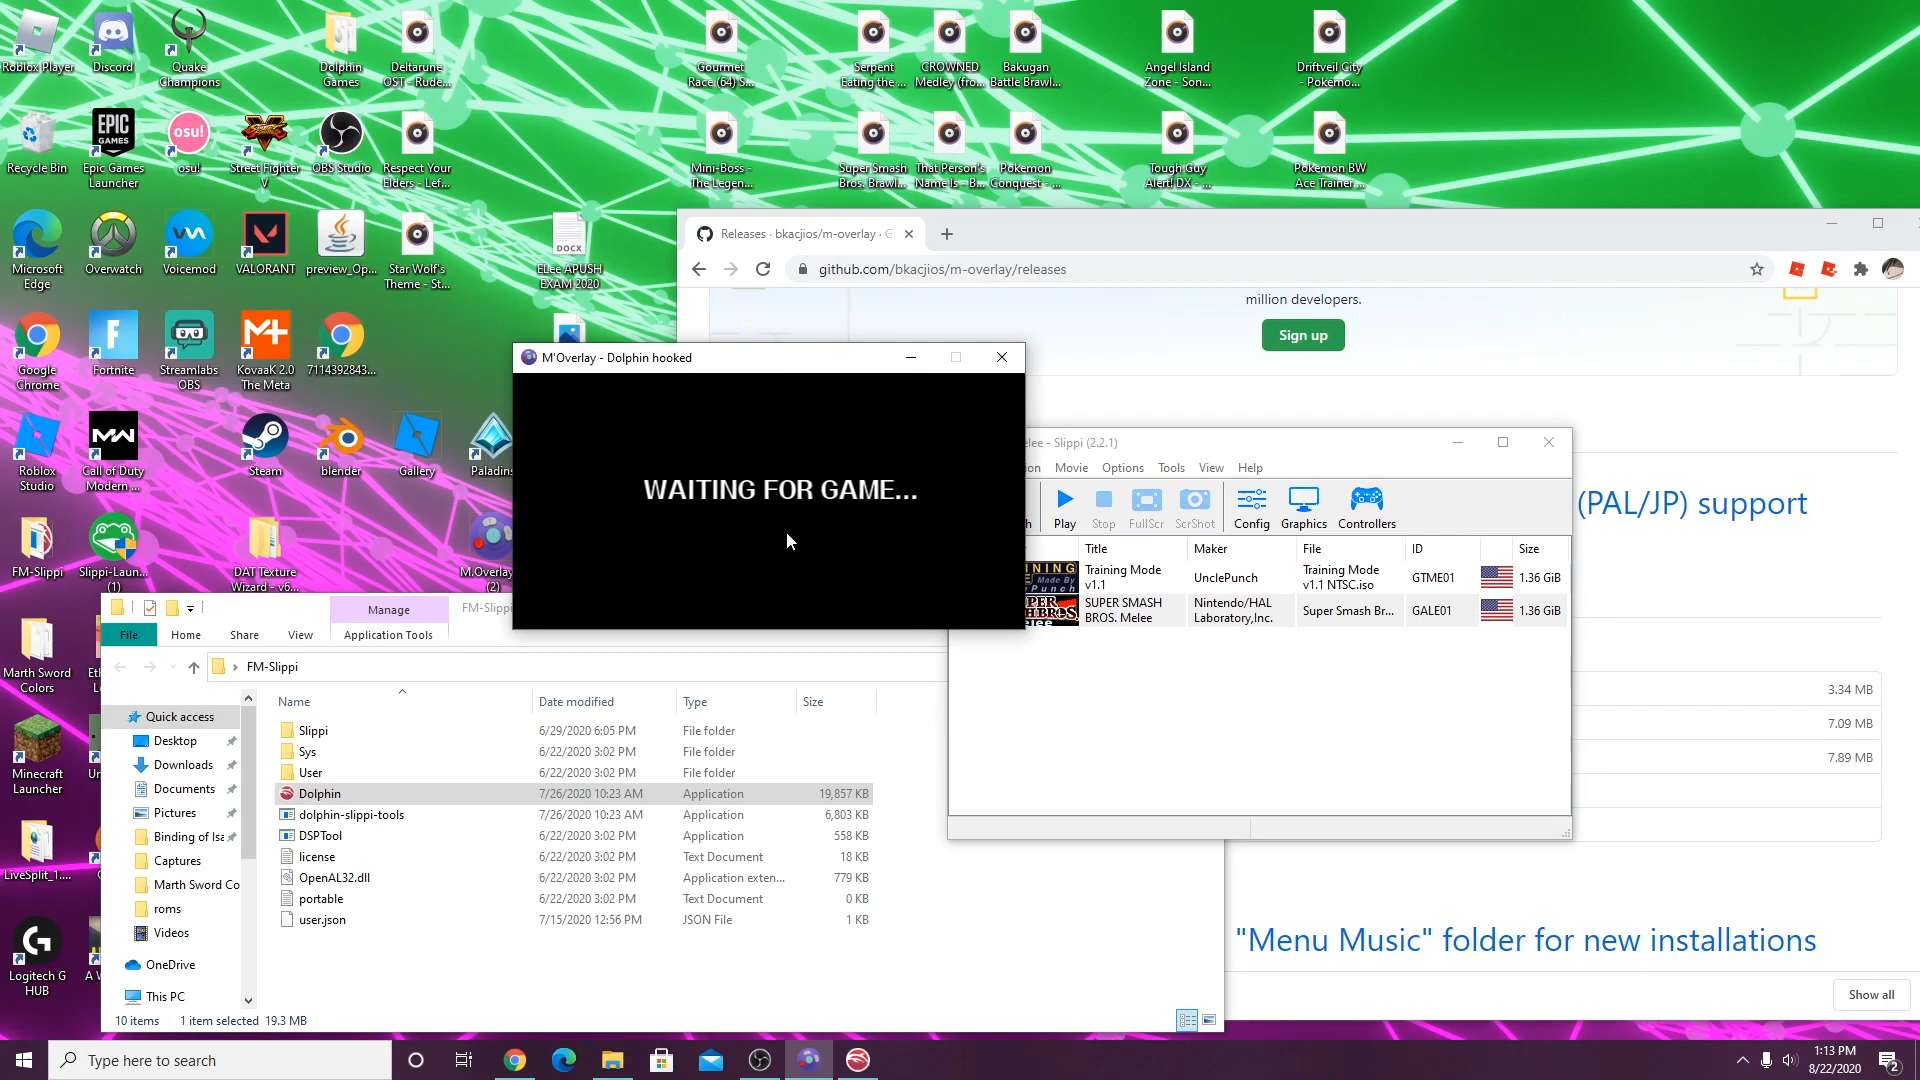 Roblox Player
Discord
Quake
Champions
Dolphin
Games
Deltarune
OST - Rude...
Gourmet
Race (64) S...
Serpent
Eating the ...
CROWNED
Medley (fro...
Bakugan
Battle Brawl...
Angel Island
Zone - Son...
Driftveil City
- Pokémo...
EPIC
GAMES
osu!
Recycle Bin
Epic Games
Launcher
osu!
Street Fighter
V
OBS Studio
Respect Your
Elders - Lef...
Mini-Boss -
The Legen...
Super Smash
Bros. Brawl...
That Person's
Name Is - B...
Pokemon
Conquest - ...
Tough Guy
Alert! DX - ...
Pokemon BW
Ace Trainer...
DOCX
Microsoft
Edge
Overwatch
Voicemod
VALORANT
preview_Op...
Star Wolf's
Theme - St...
ELee APUSH
EXAM 2020
Releases · bkacjios/m-overlay · G
github.com/bkacjios/m-overlay/releases
million developers.
Sign up
Google
Chrome
Fortnite
Streamlabs
OBS
KovaaK 2.0
The Meta
7114392843...
M'Overlay - Dolphin hooked
WAITING FOR GAME...
Roblox
Studio
Call of Duty
Modern ...
Steam
blender
Gallery
Paladins
elee - Slippi (2.2.1)
ion
Movie
Options
Tools
View
Help
h
Play
Stop
FullScr
ScrShot
Config
Graphics
Controllers
(PAL/JP) support
Title
Maker
File
ID
Size
Training Mode
v1.1
UnclePunch
Training Mode
v1.1 NTSC.iso
GTME01
1.36 GiB
SUPER SMASH
BROS. Melee
Nintendo/HAL
Laboratory,Inc.
Super Smash Br...
GALE01
1.36 GiB
FM-Slippi
Slippi-Laun...
(1)
DAT Texture
Wizard - v6...
M.Overlay
(2)
Manage
FM-Slippi
File
Home
Share
View
Application Tools
FM-Slippi
Marth Sword
Colors
Minecraft
Launcher
LiveSplit_1....
Logitech G
HUB
A W
Name
Date modified
Type
Size
Quick access
Desktop
Downloads
Documents
Pictures
Binding of Isa
Captures
Marth Sword Co
roms
Videos
OneDrive
This PC
Slippi 6/29/2020 6:05 PM File folder
Sys 6/22/2020 3:02 PM File folder
User 6/22/2020 3:02 PM File folder
Dolphin 7/26/2020 10:23 AM Application 19,857 KB
dolphin-slippi-tools 7/26/2020 10:23 AM Application 6,803 KB
DSPTool 6/22/2020 3:02 PM Application 558 KB
license 6/22/2020 3:02 PM Text Document 18 KB
OpenAL32.dll 6/22/2020 3:02 PM Application exten... 779 KB
portable 6/22/2020 3:02 PM Text Document 0 KB
user.json 7/15/2020 12:56 PM JSON File 1 KB
3.34 MB
7.09 MB
7.89 MB
"Menu Music" folder for new installations
Show all
10 items 1 item selected 19.3 MB
Type here to search
1:13 PM
8/22/2020
2